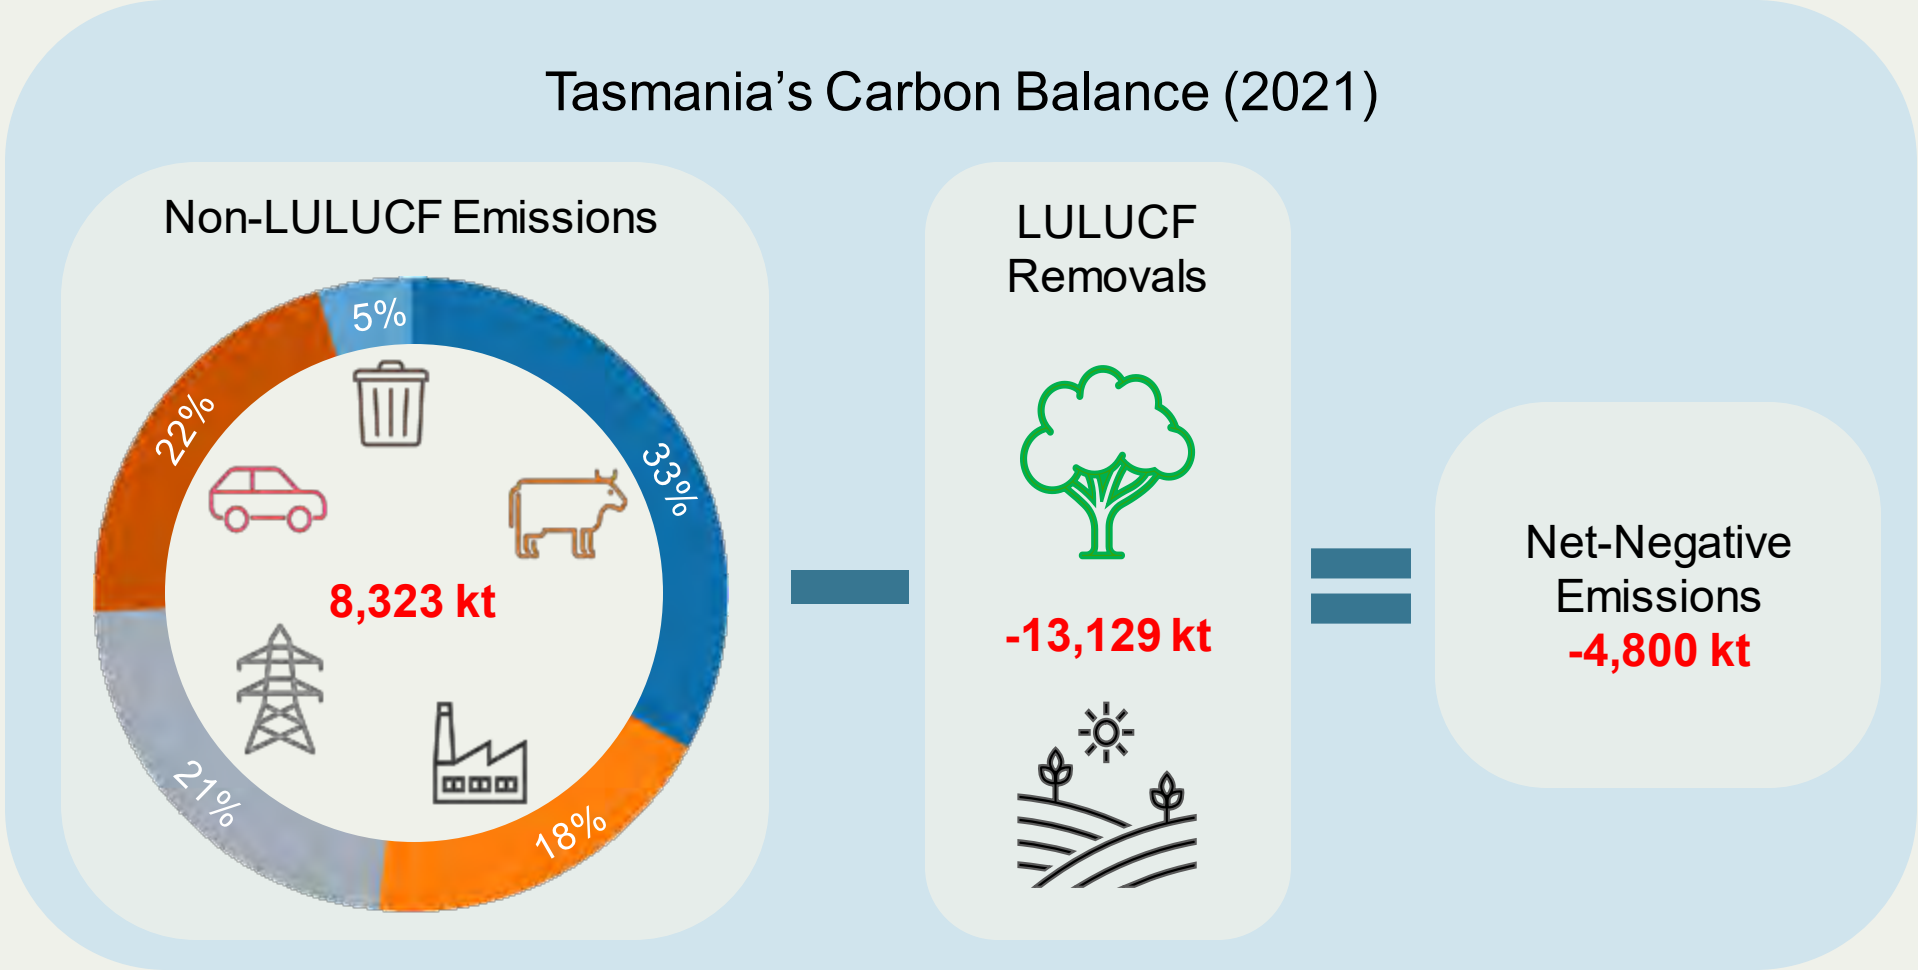 Tasmania’s Carbon Balance (2021)
Non-LULUCF Emissions
5%
33%
22%
8,323 kt
21%
18%
LULUCF
Removals
-13,129 kt
Net-Negative
Emissions
-4,800 kt